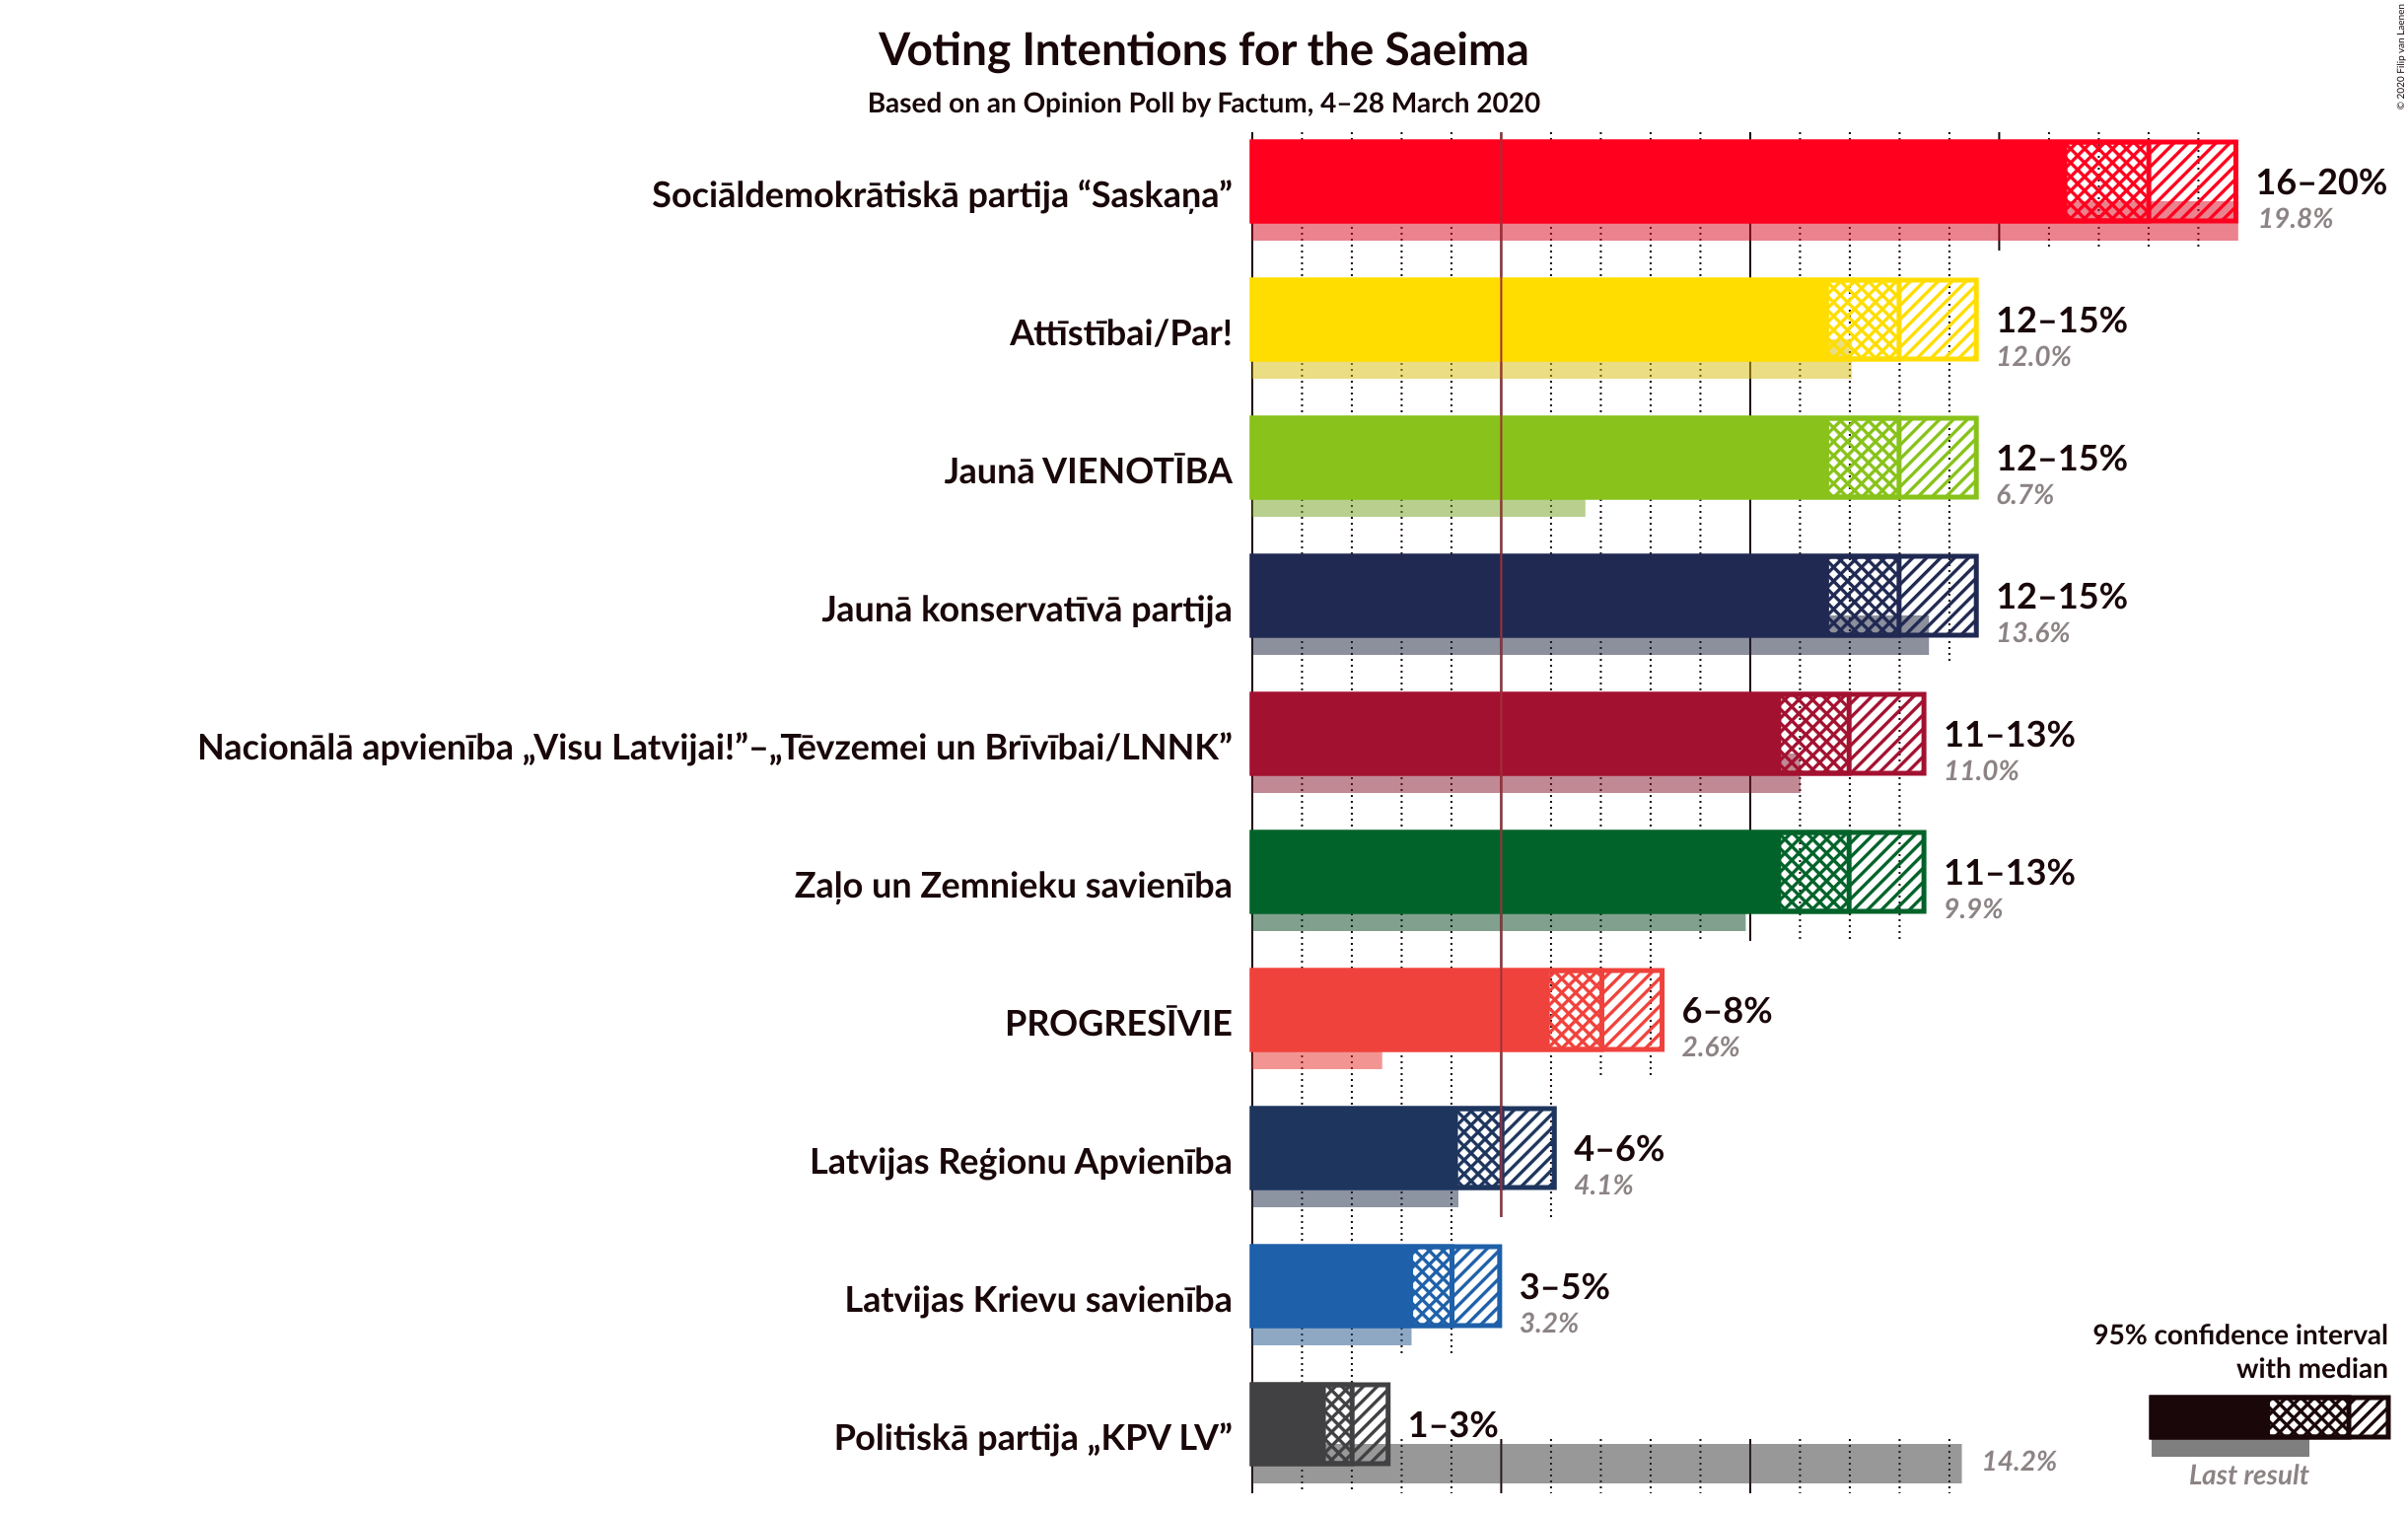 Voting Intentions for the Saeima
Based on an Opinion Poll by Factum, 4–28 March 2020
© 2020 Filip van Laenen
Sociāldemokrātiskā partija “Saskaņa”
16–20%
19.8%
Attīstībai/Par!
12–15%
12.0%
Jaunā VIENOTĪBA
12–15%
6.7%
Jaunā konservatīvā partija
12–15%
13.6%
Nacionālā apvienība „Visu Latvijai!”–„Tēvzemei un Brīvībai/LNNK”
11–13%
11.0%
Zaļo un Zemnieku savienība
11–13%
9.9%
PROGRESĪVIE
6–8%
2.6%
Latvijas Reģionu Apvienība
4–6%
4.1%
Latvijas Krievu savienība
3–5%
3.2%
Politiskā partija „KPV LV”
1–3%
14.2%
95% confidence interval
with median
Last result